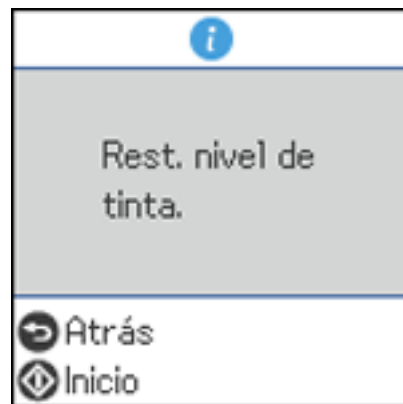 Rest. nivel de
tinta.
Atrás
Inicio